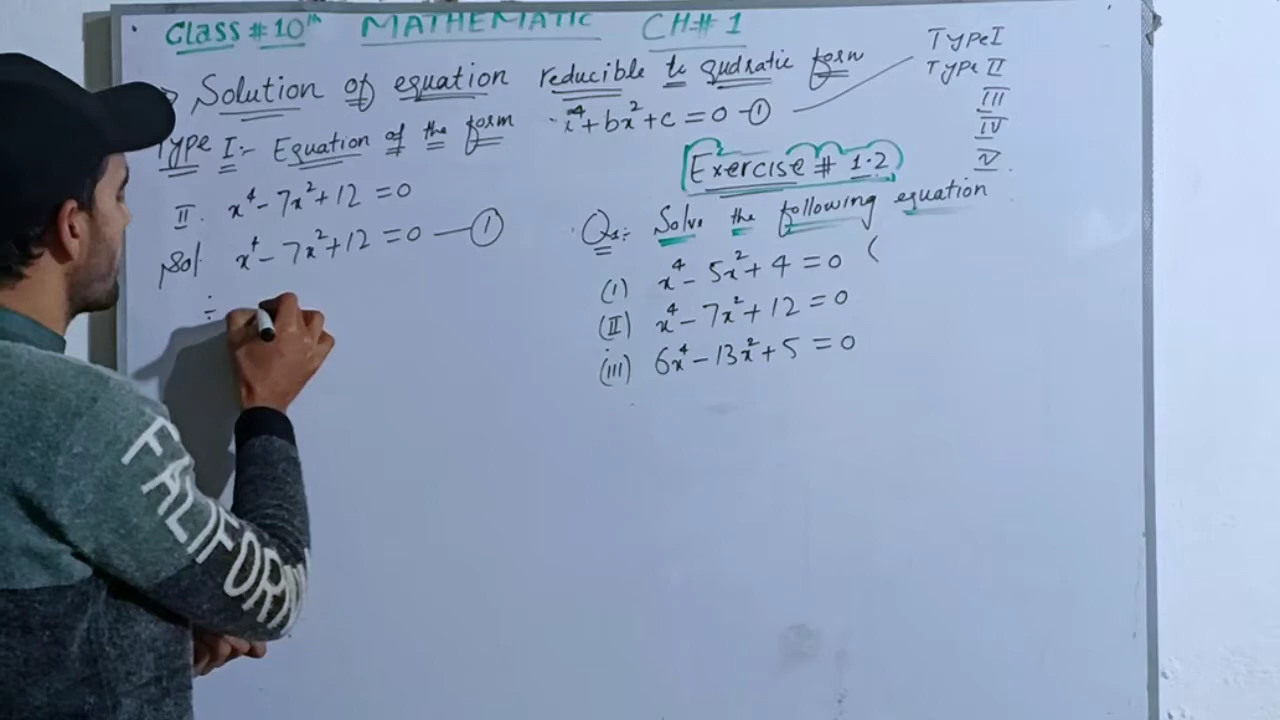 Class # 10th MATHEMATIC CH# 1
Solution of equation reducible to qudratic form
Type I:- Equation of the form x⁴+bx²+c=0 -①
Type I
Type II
III
IV
V
II. x⁴-7x²+12=0
Sol. x⁴-7x²+12=0 —①
÷
Exercise # 1.2
Qs:- Solve the following equation
(I) x⁴-5x²+4=0 (
(II) x⁴-7x²+12=0
(iii) 6x⁴-13x²+5=0
FALIFORN